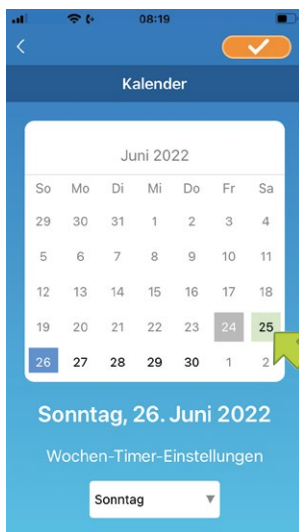 08:19
Kalender
Juni 2022
So Mo Di Mi Do Fr Sa
29 30 31 1 2 3 4
5 6 7 8 9 10 11
12 13 14 15 16 17 18
19 20 21 22 23 24 25
26 27 28 29 30 1 2
Sonntag, 26. Juni 2022
Wochen-Timer-Einstellungen
Sonntag